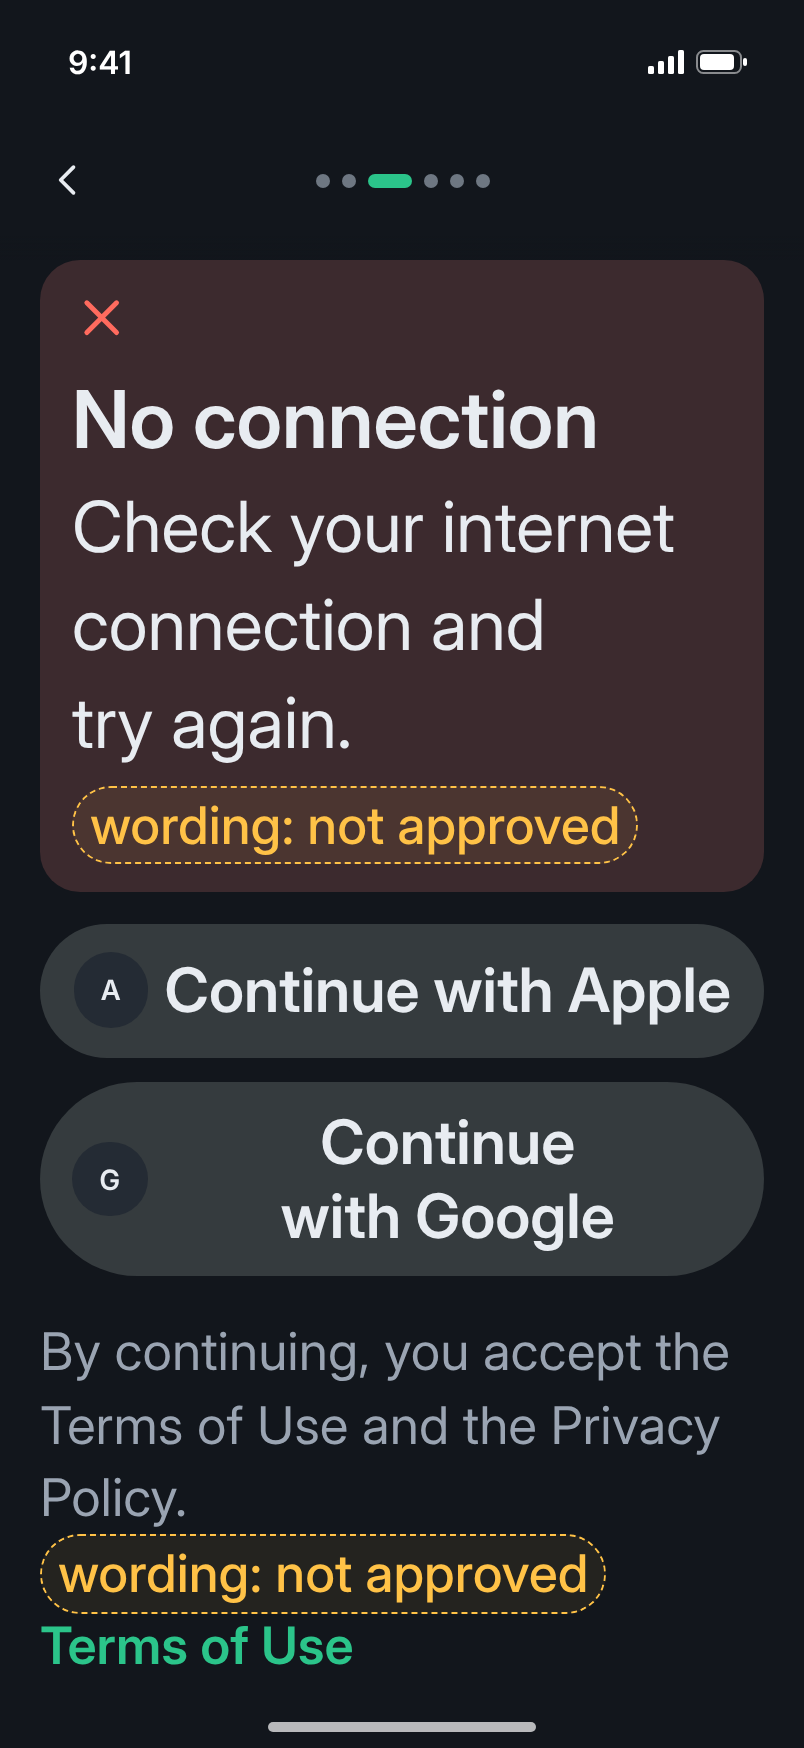 9:41
No connection
Check your internet
connection and
try again.
wording: not approved
A Continue with Apple
G Continue
with Google
By continuing, you accept the
Terms of Use and the Privacy
Policy.
wording: not approved
Terms of Use